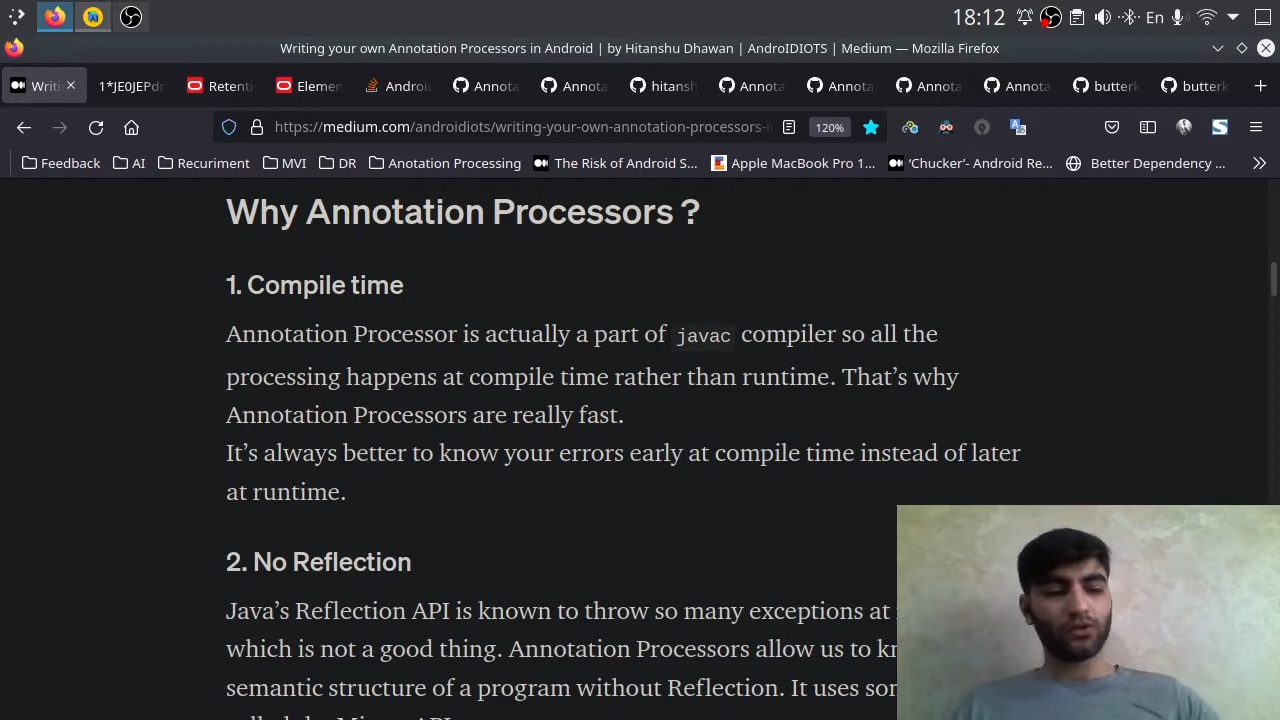 18:12
En
Writing your own Annotation Processors in Android | by Hitanshu Dhawan | AndroIDIOTS | Medium — Mozilla Firefox
Writi
1*JE0JEPdn
Retenti
Elemen
Androi
Annota
Annota
hitansh
Annota
Annota
Annota
Annota
butterk
butterk
https://medium.com/androidiots/writing-your-own-annotation-processors-i
120%
Feedback
AI
Recruriment
MVI
DR
Anotation Processing
The Risk of Android S...
Apple MacBook Pro 1...
'Chucker'- Android Re...
Better Dependency ...
Why Annotation Processors ?
1. Compile time
Annotation Processor is actually a part of javac compiler so all the
processing happens at compile time rather than runtime. That's why
Annotation Processors are really fast.
It's always better to know your errors early at compile time instead of later
at runtime.
2. No Reflection
Java's Reflection API is known to throw so many exceptions at
which is not a good thing. Annotation Processors allow us to kn
semantic structure of a program without Reflection. It uses